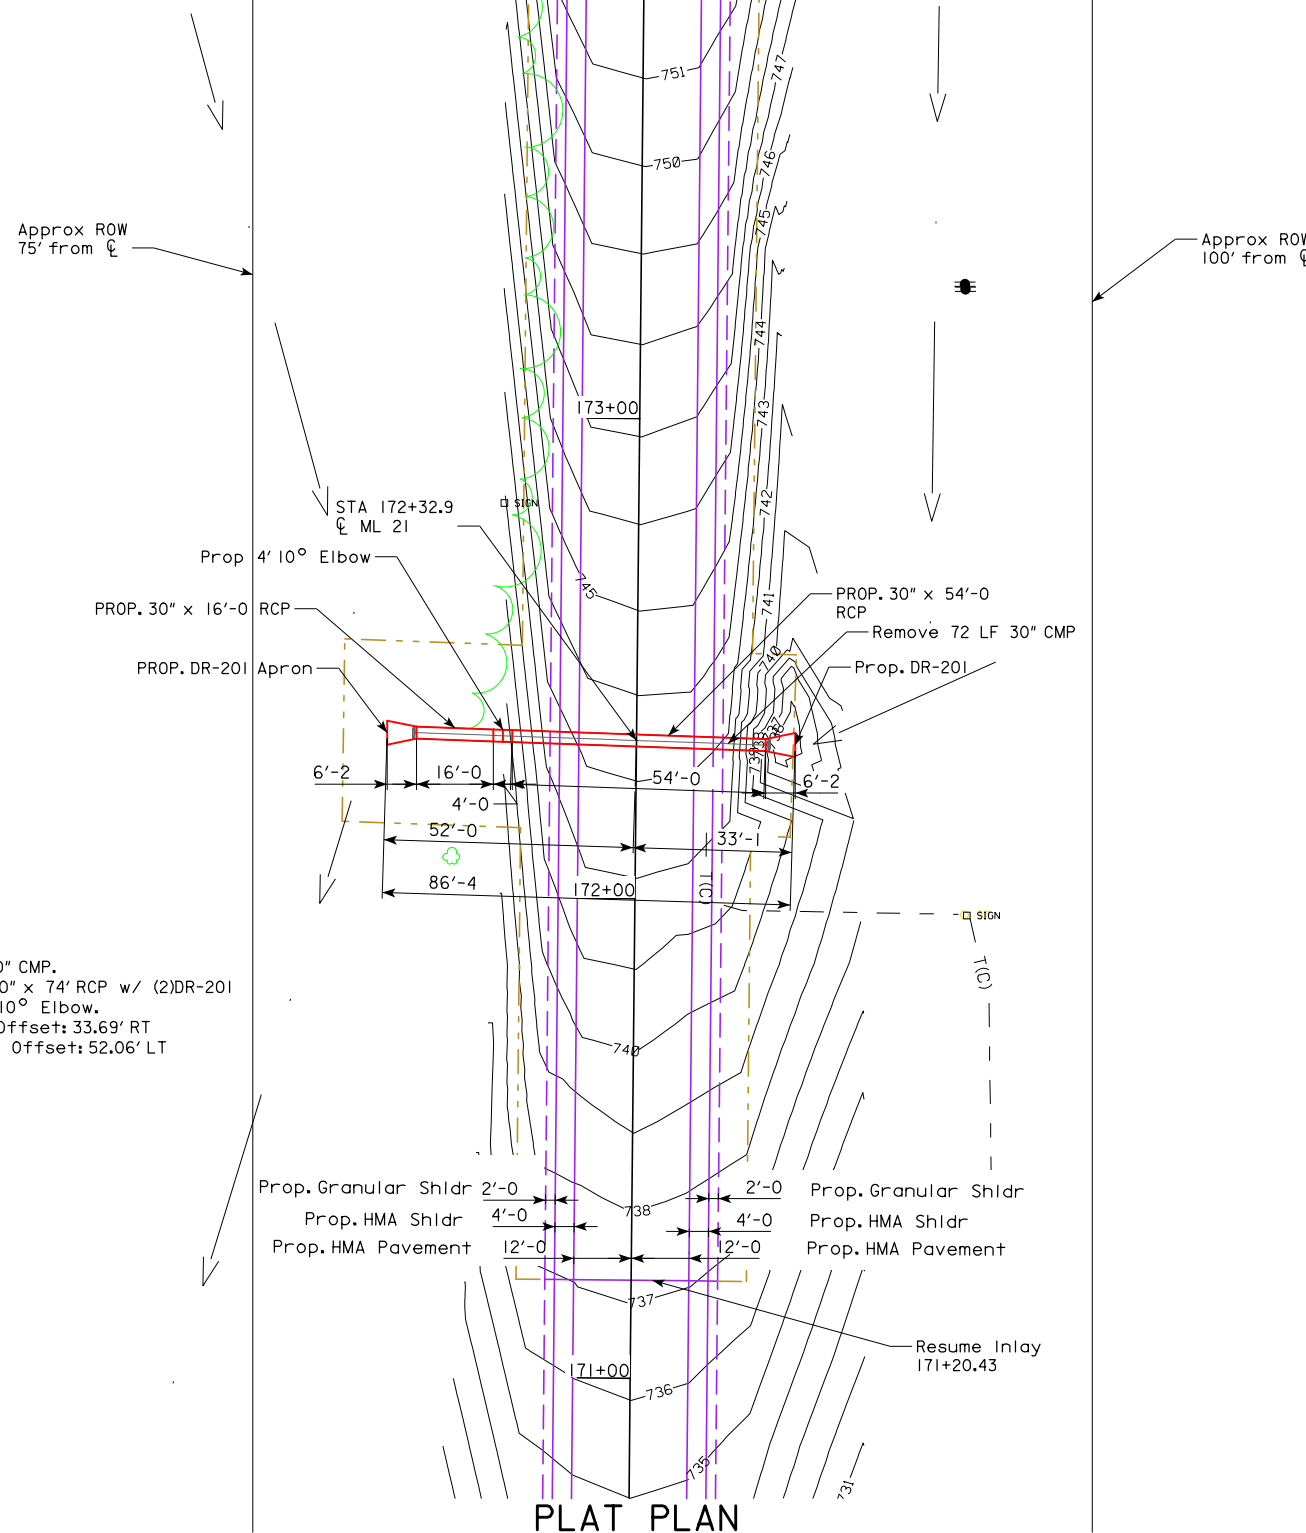 751
747
750
746
745
Approx ROW
75' from ℄
Approx ROW
100' from ℄
744
743
173+00
742
STA 172+32.9
℄ ML 21
SIGN
Prop 4' 10° Elbow
745
PROP. 30" x 16'-0 RCP
PROP. 30" x 54'-0
RCP
741
Remove 72 LF 30" CMP
740
PROP. DR-201 Apron
Prop. DR-201
6'-2
16'-0
54'-0
6'-2
4'-0
52'-0
33'-1
86'-4
172+00
T(C)
SIGN
T(C)
0" CMP.
0" x 74' RCP w/ (2)DR-201
10° Elbow.
Offset: 33.69' RT
Offset: 52.06' LT
740
Prop. Granular Shldr
2'-0
2'-0
Prop. Granular Shldr
738
Prop. HMA Shldr
4'-0
4'-0
Prop. HMA Shldr
Prop. HMA Pavement
12'-0
12'-0
Prop. HMA Pavement
737
Resume Inlay
171+20.43
171+00
736
735
731
PLAT PLAN